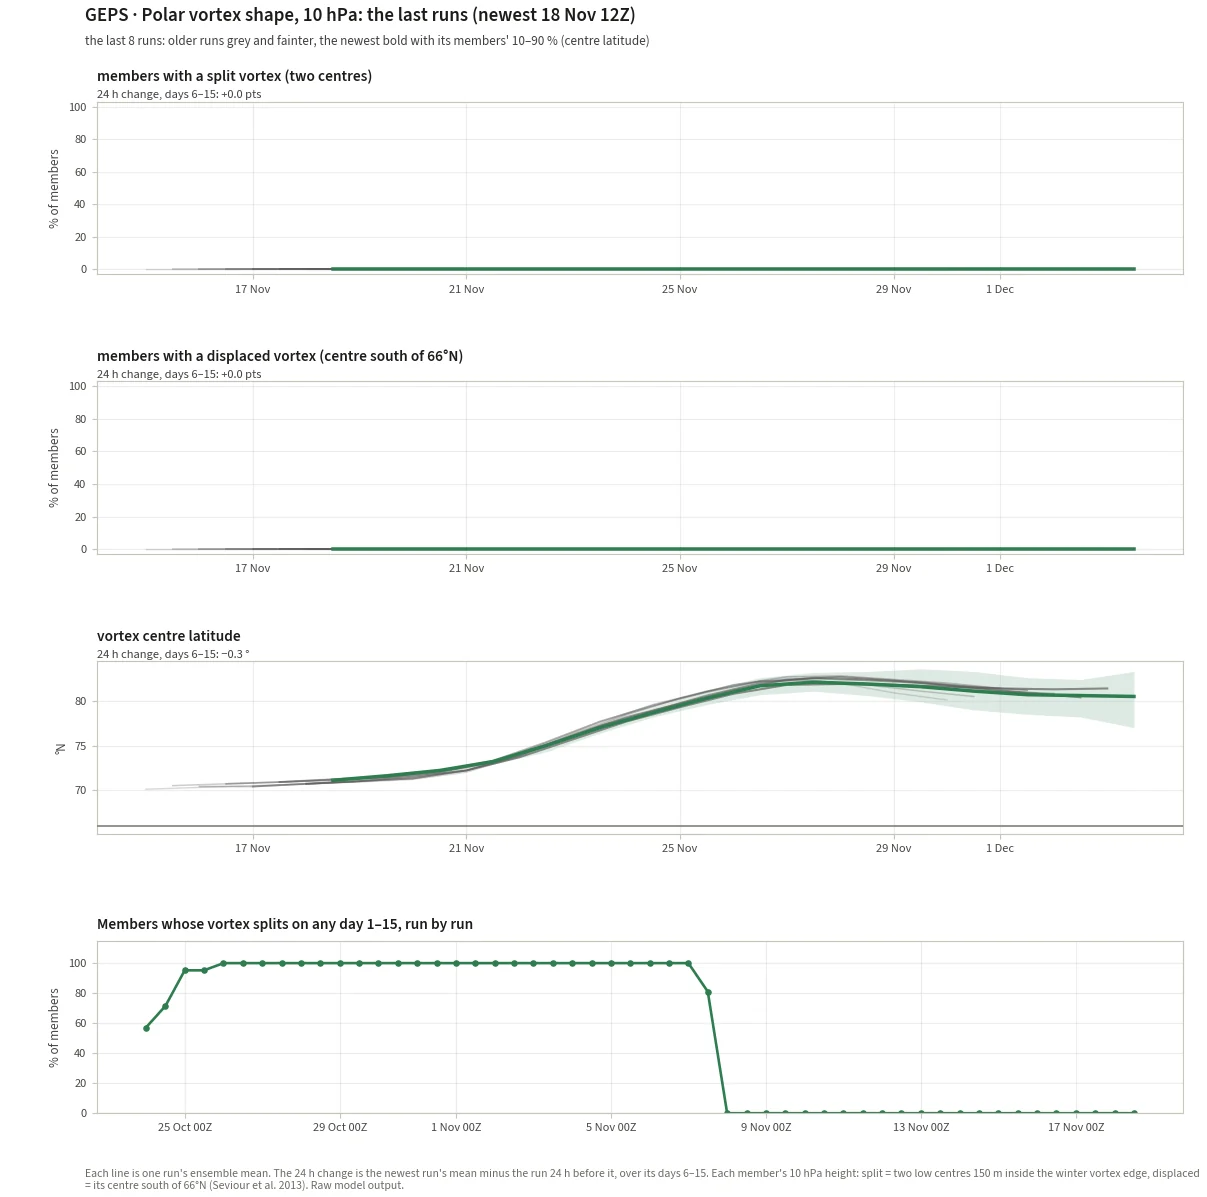 GEPS · Polar vortex shape, 10 hPa: the last runs (newest 18 Nov 12Z)
the last 8 runs: older runs grey and fainter, the newest bold with its members' 10–90 % (centre latitude)
members with a split vortex (two centres)
24 h change, days 6–15: +0.0 pts
100
80
60
40
20
0
% of members
17 Nov
21 Nov
25 Nov
29 Nov
1 Dec
members with a displaced vortex (centre south of 66°N)
24 h change, days 6–15: +0.0 pts
100
80
60
40
20
0
% of members
17 Nov
21 Nov
25 Nov
29 Nov
1 Dec
vortex centre latitude
24 h change, days 6–15: −0.3 °
80
75
70
°N
17 Nov
21 Nov
25 Nov
29 Nov
1 Dec
Members whose vortex splits on any day 1–15, run by run
100
80
60
40
20
0
% of members
25 Oct 00Z
29 Oct 00Z
1 Nov 00Z
5 Nov 00Z
9 Nov 00Z
13 Nov 00Z
17 Nov 00Z
Each line is one run's ensemble mean. The 24 h change is the newest run's mean minus the run 24 h before it, over its days 6–15. Each member's 10 hPa height: split = two low centres 150 m inside the winter vortex edge, displaced
= its centre south of 66°N (Seviour et al. 2013). Raw model output.